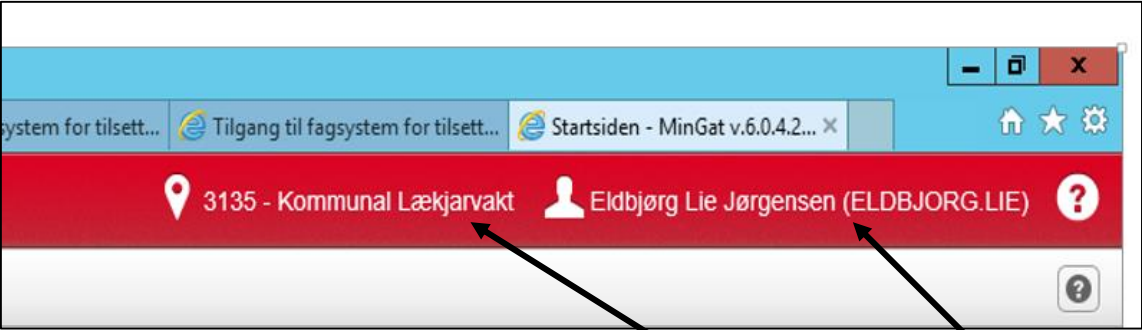 system for tilsett... Tilgang til fagsystem for tilsett... Startsiden - MinGat v.6.0.4.2... ×
3135 - Kommunal Lækjarvakt Eldbjørg Lie Jørgensen (ELDBJORG.LIE) ?
?